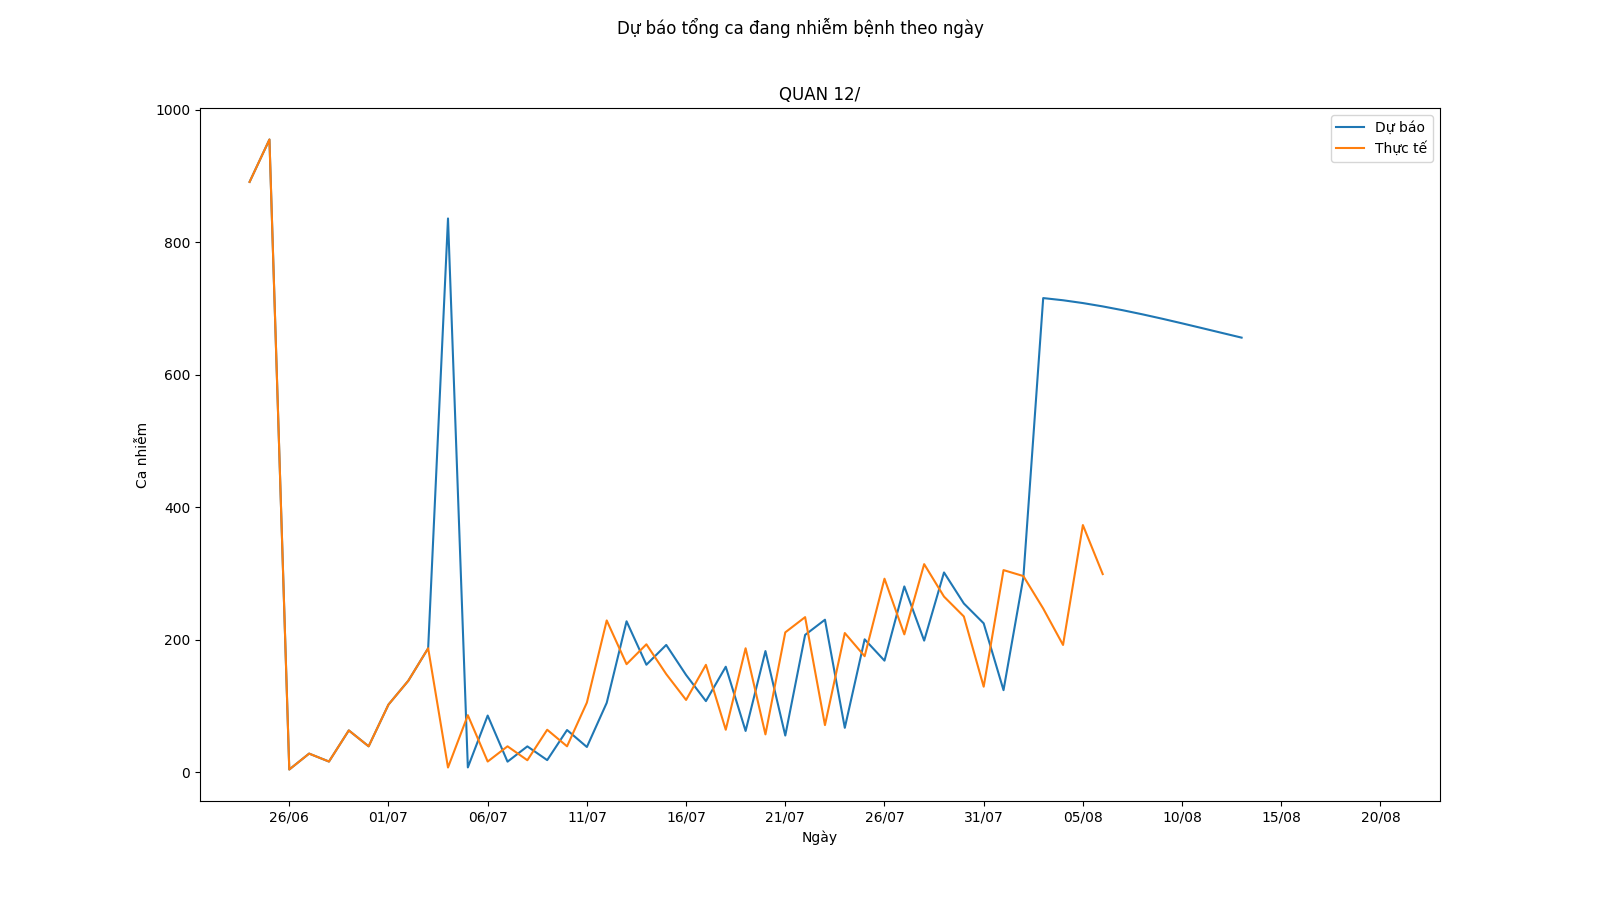 Dự báo tổng ca đang nhiễm bệnh theo ngày
QUAN 12/
1000
800
600
400
200
0
Ca nhiễm
Dự báo
Thực tế
26/06 01/07 06/07 11/07 16/07 21/07 26/07 31/07 05/08 10/08 15/08 20/08
Ngày